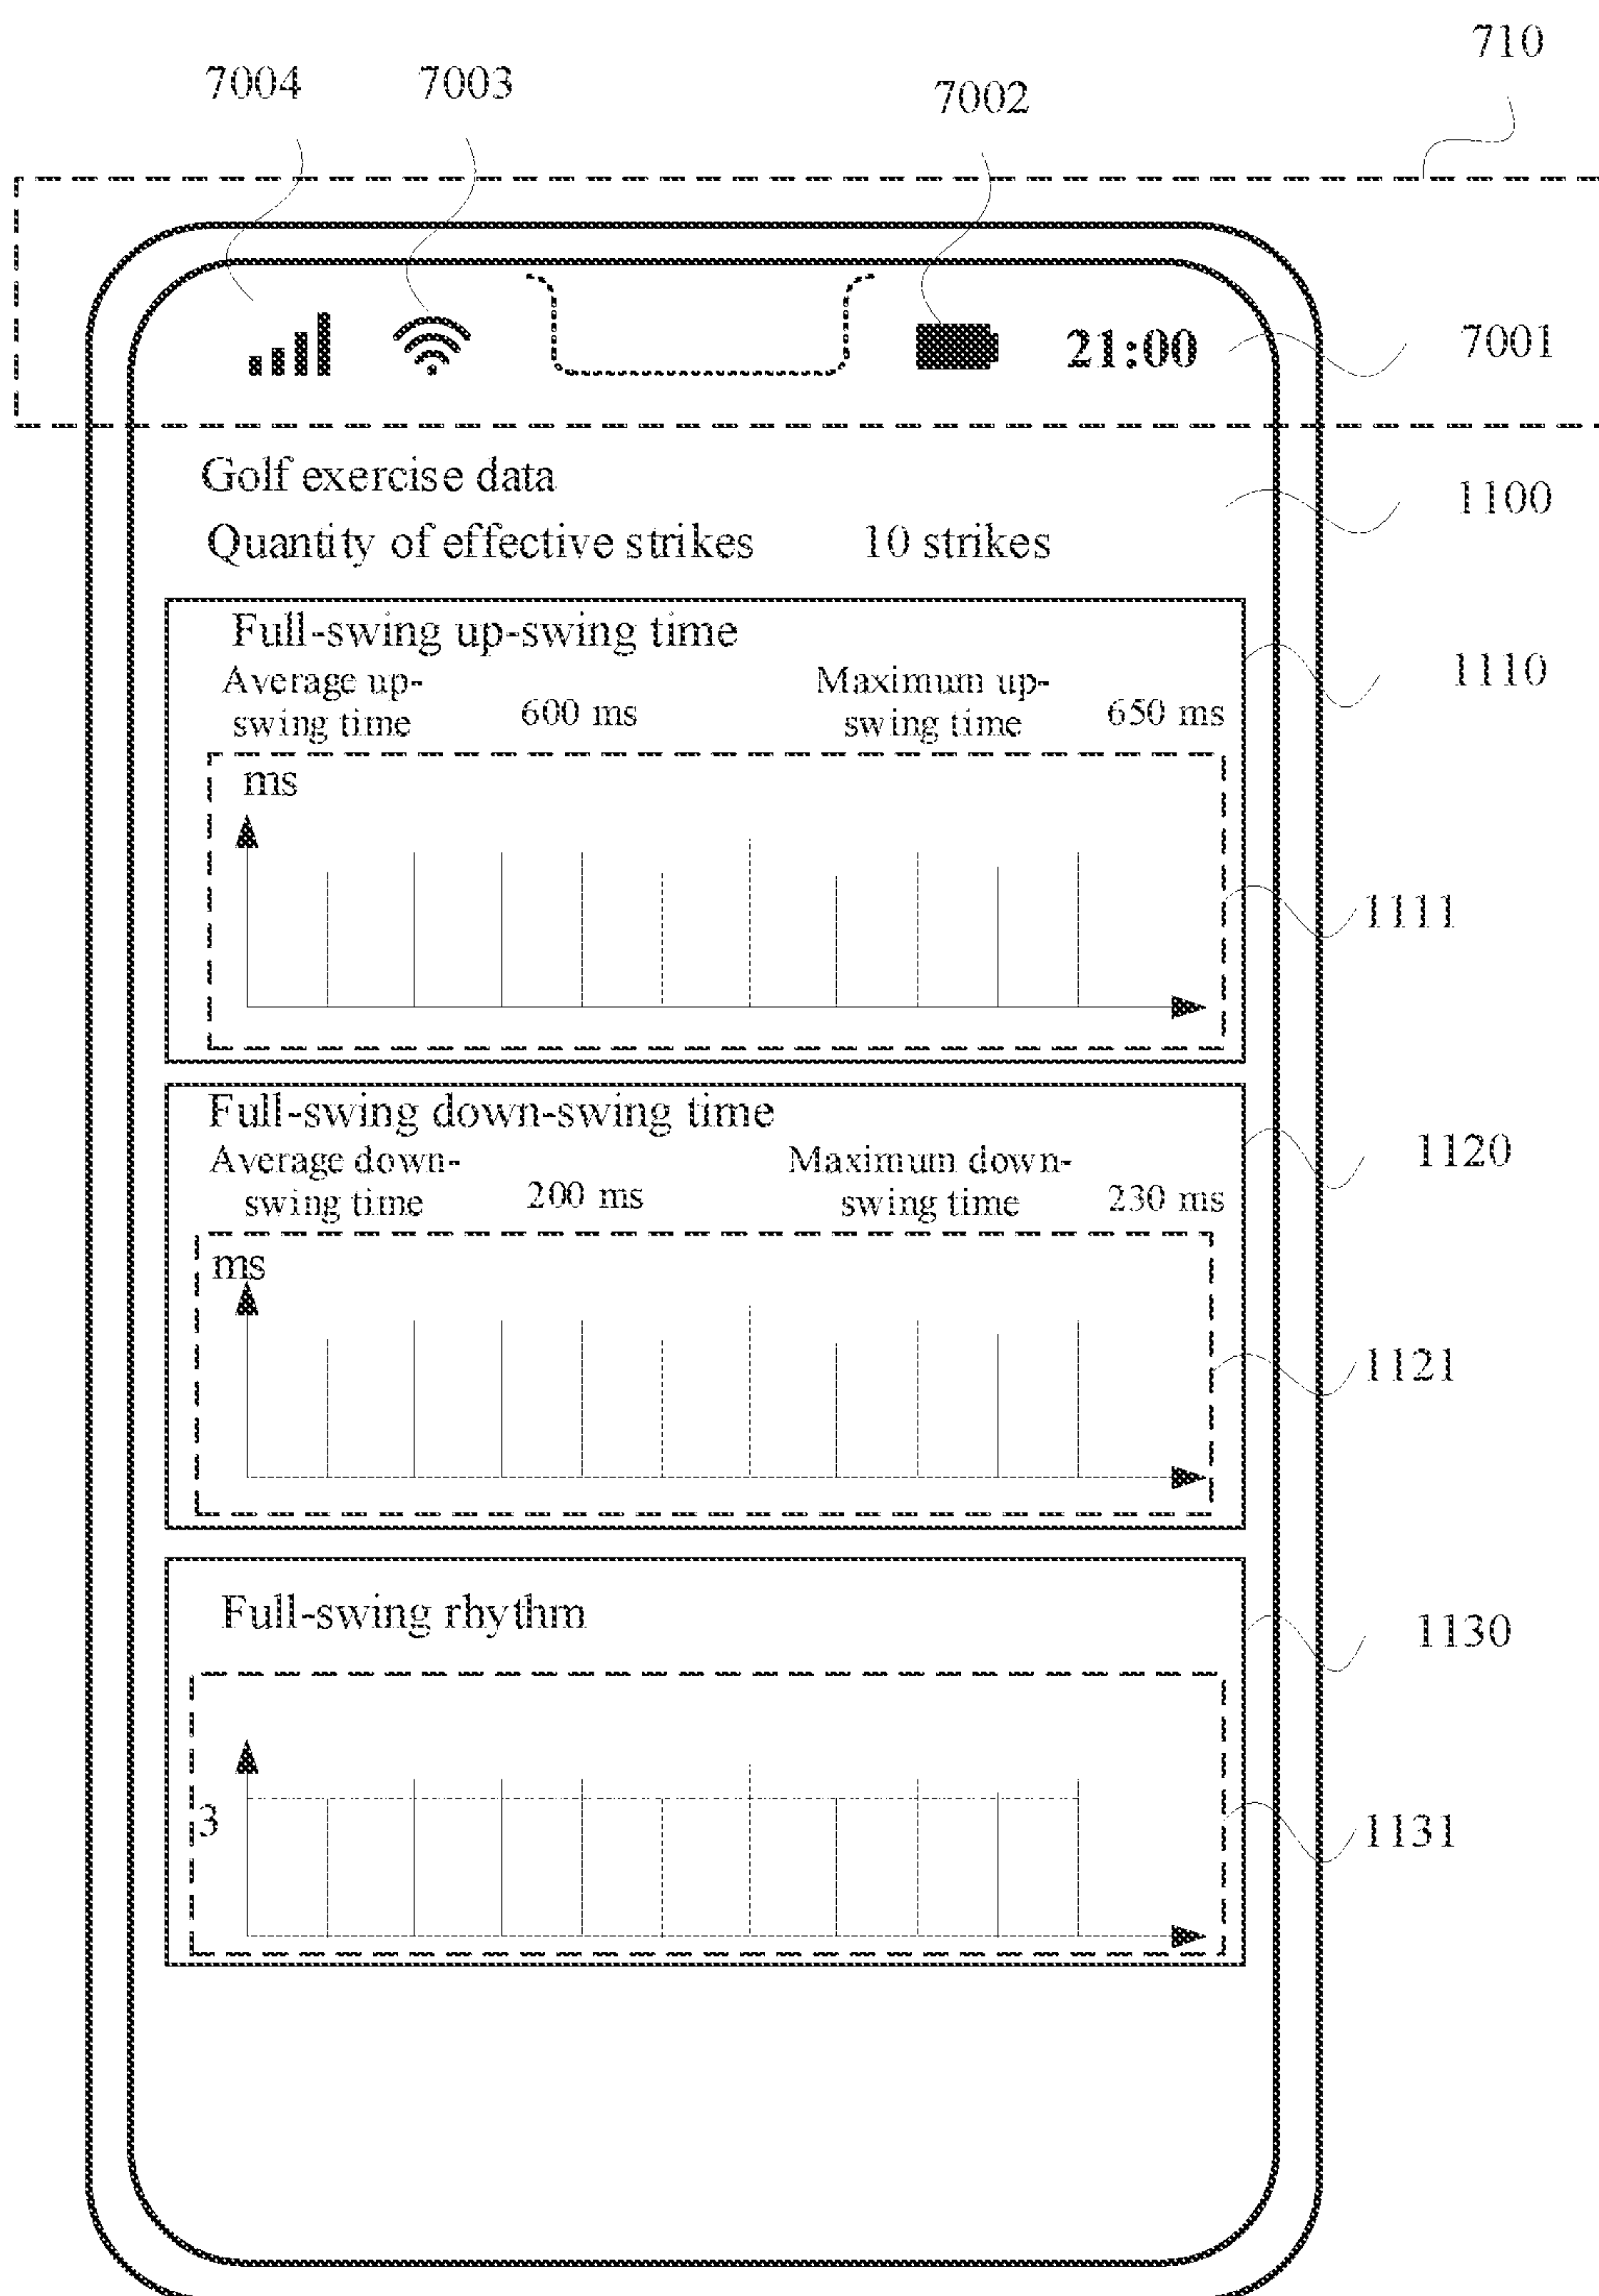 710
7004
7003
7002
21:00
7001
Golf exercise data
1100
Quantity of effective strikes 10 strikes
Full-swing up-swing time
1110
Average up-
swing time
600 ms
Maximum up-
swing time
650 ms
ms
1111
Full-swing down-swing time
1120
Average down-
swing time
200 ms
Maximum down-
swing time
230 ms
ms
1121
Full-swing rhythm
1130
3
1131